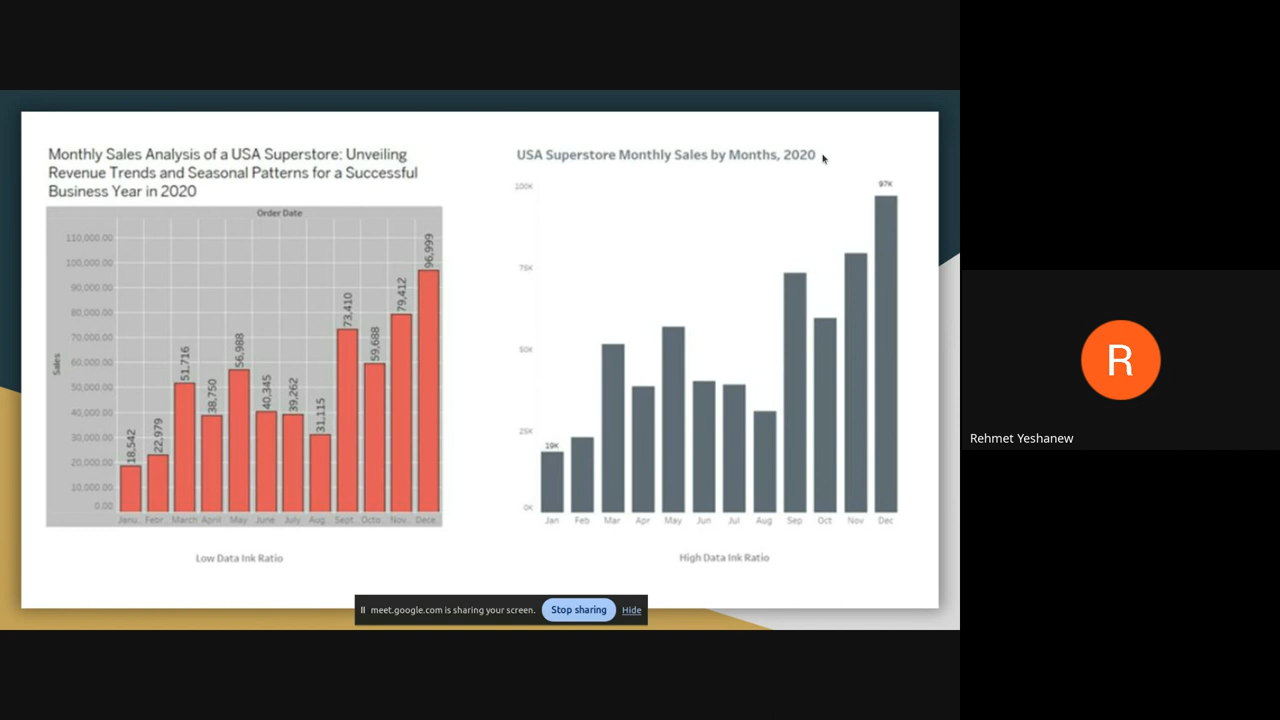 Monthly Sales Analysis of a USA Superstore: Unveiling
Revenue Trends and Seasonal Patterns for a Successful
Business Year in 2020
Order Date
Sales
110,000.00
100,000.00
90,000.00
80,000.00
70,000.00
60,000.00
50,000.00
40,000.00
30,000.00
20,000.00
10,000.00
0.00
18,542
22,979
51,716
38,750
56,988
40,345
39,262
31,115
73,410
59,688
79,412
96,999
Janu.. Febr.. March April May June July Aug.. Sept.. Octo.. Nov.. Dece..
Low Data Ink Ratio
USA Superstore Monthly Sales by Months, 2020
100K
75K
50K
25K
0K
19K
97K
Jan Feb Mar Apr May Jun Jul Aug Sep Oct Nov Dec
High Data Ink Ratio
meet.google.com is sharing your screen. Stop sharing Hide
R
Rehmet Yeshanew